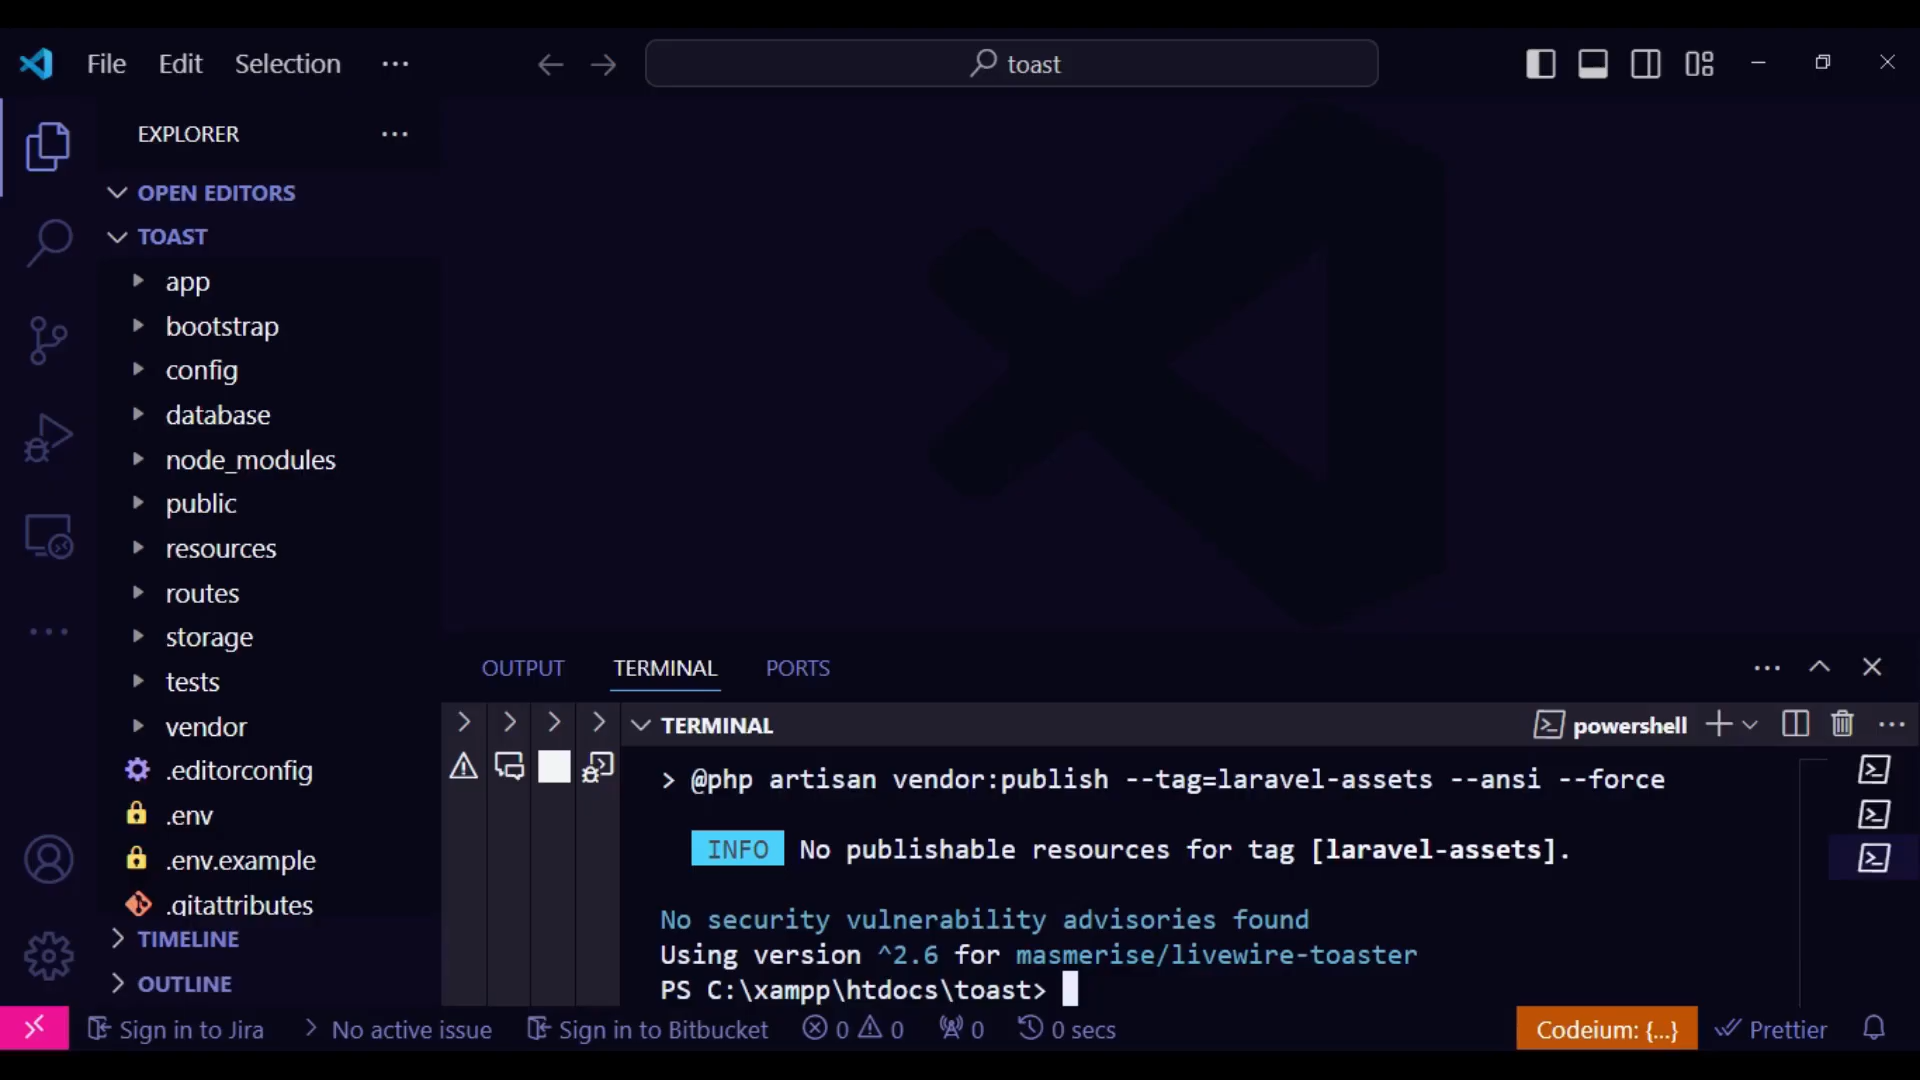 File Edit Selection ···
toast
EXPLORER ···
OPEN EDITORS
TOAST
app
bootstrap
config
database
node_modules
public
resources
routes
storage
tests
vendor
.editorconfig
.env
.env.example
.gitattributes
TIMELINE
OUTLINE
OUTPUT TERMINAL PORTS
TERMINAL
powershell
> @php artisan vendor:publish --tag=laravel-assets --ansi --force
INFO No publishable resources for tag [laravel-assets].
No security vulnerability advisories found
Using version ^2.6 for masmerise/livewire-toaster
PS C:\xampp\htdocs\toast>
Sign in to Jira No active issue Sign in to Bitbucket 0 0 0 0 secs Codeium: {...} Prettier